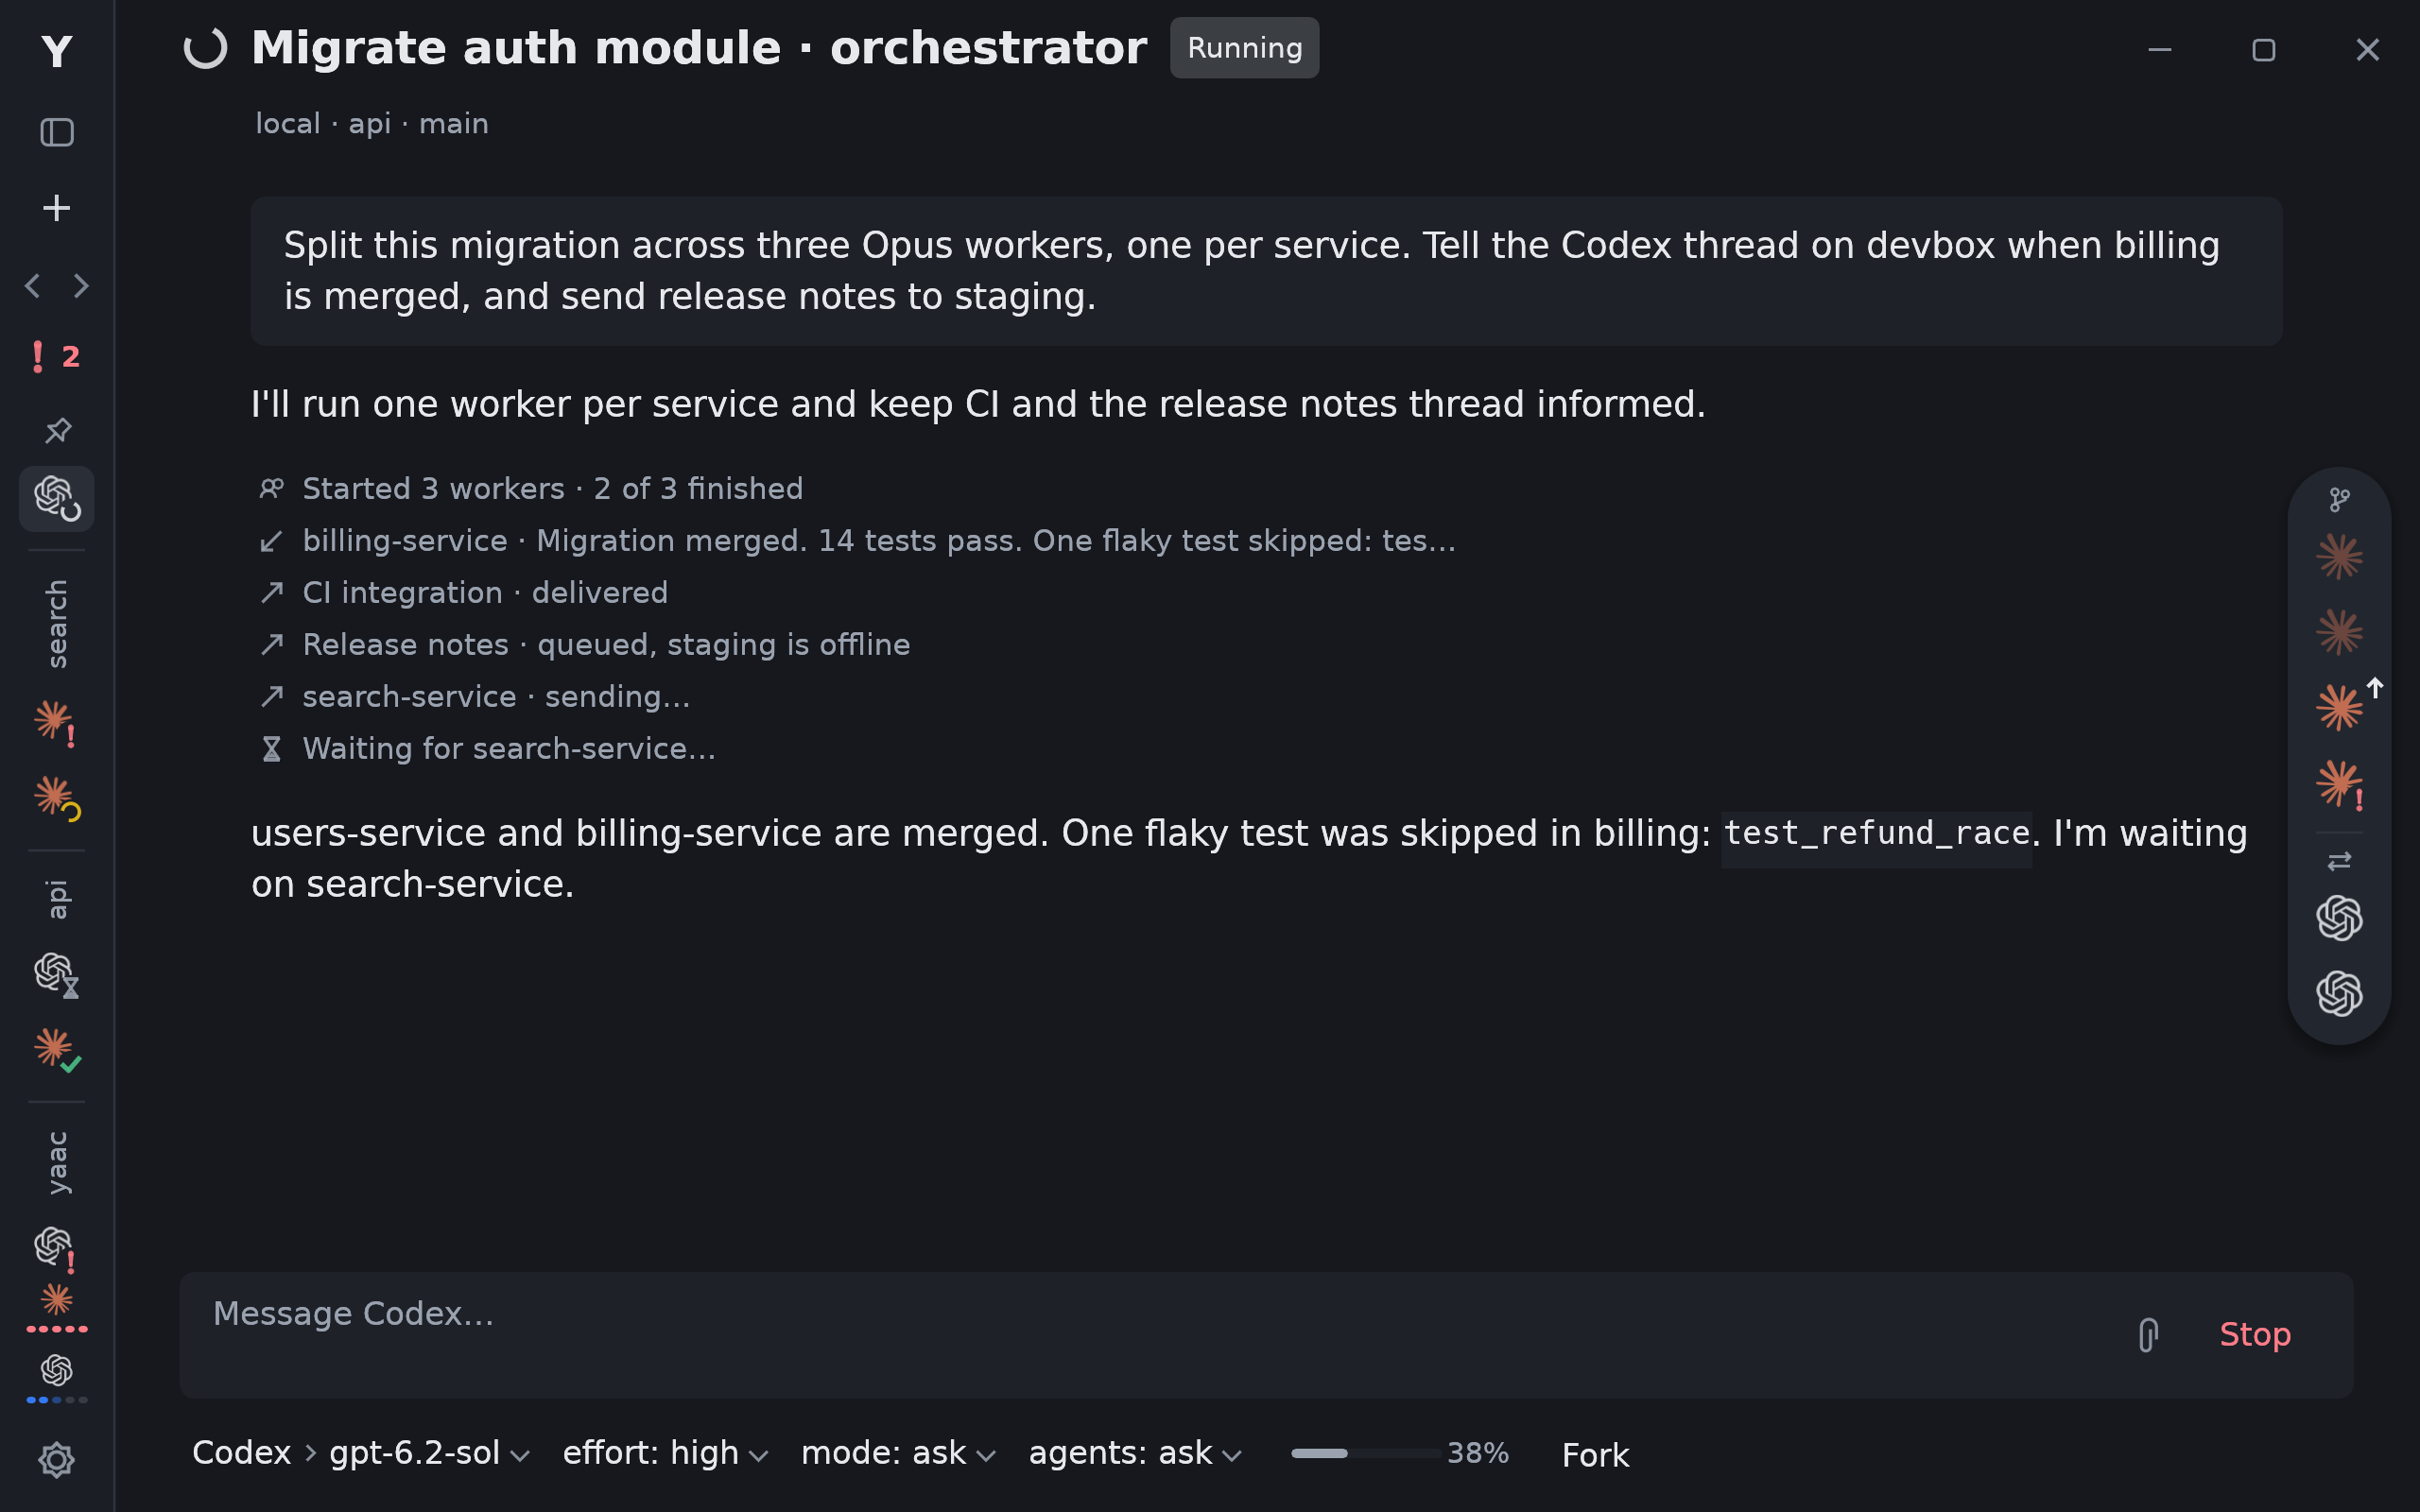 Y
Migrate auth module · orchestrator
Running
local · api · main
2
search
api
yaac
Split this migration across three Opus workers, one per service. Tell the Codex thread on devbox when billing
is merged, and send release notes to staging.
I'll run one worker per service and keep CI and the release notes thread informed.
Started 3 workers · 2 of 3 finished
billing-service · Migration merged. 14 tests pass. One flaky test skipped: tes…
CI integration · delivered
Release notes · queued, staging is offline
search-service · sending…
Waiting for search-service…
users-service and billing-service are merged. One flaky test was skipped in billing: test_refund_race. I'm waiting
on search-service.
Message Codex…
Stop
Codex › gpt-6.2-sol effort: high mode: ask agents: ask 38% Fork